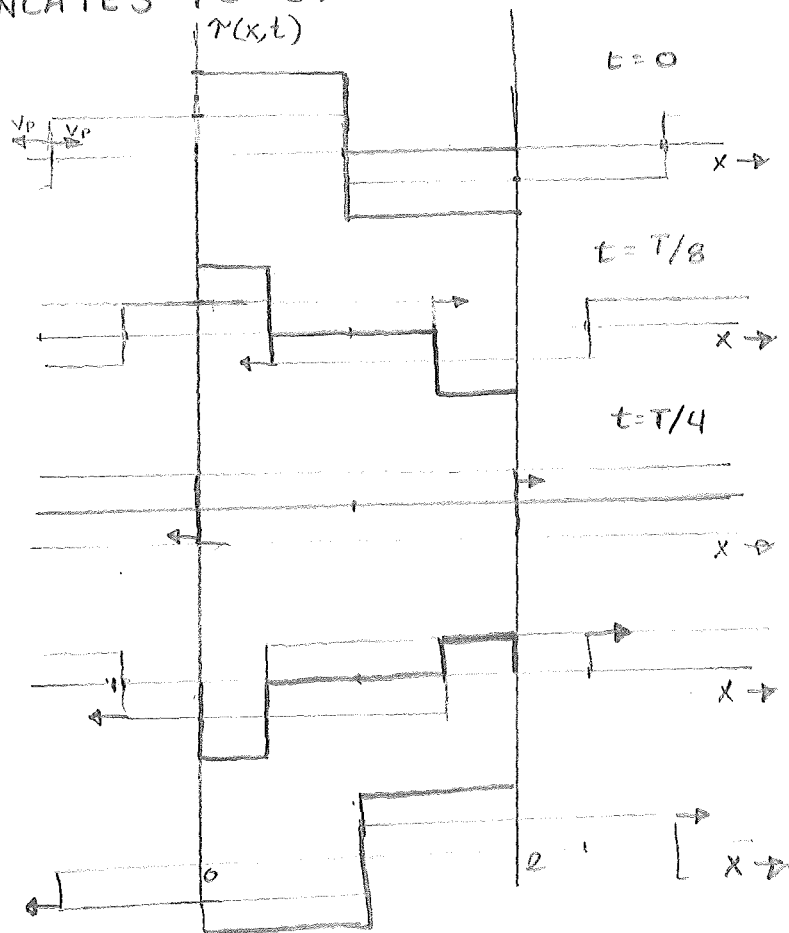 r(x,t)
t = 0
Vp Vp
x
t = T/8
x
t = T/4
x
x
0
l
x